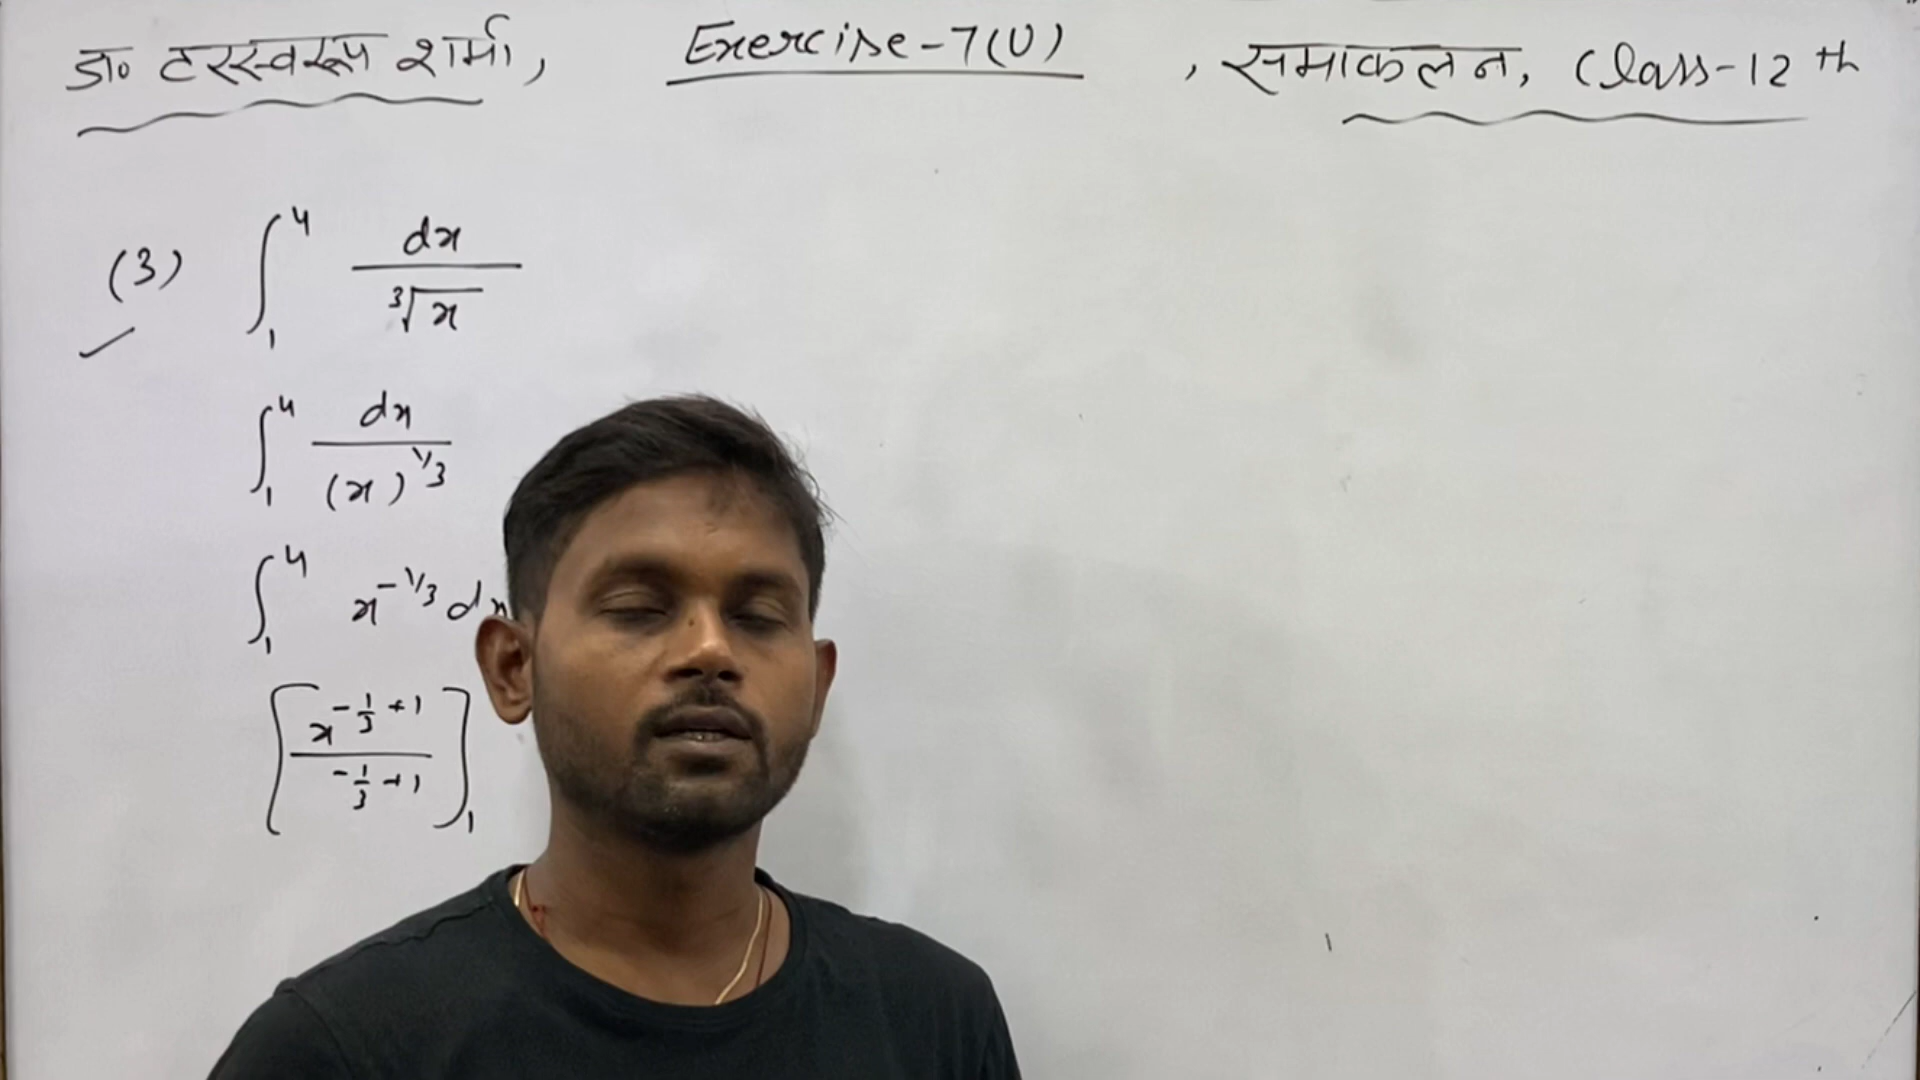 डा० हरस्वरूप शर्मा, Exercise-7(U), समाकलन, Class-12th
(3) ∫₁⁴ dx/∛x
∫₁⁴ dx/(x)^1/3
∫₁⁴ x^-1/3 dx
[x^(-1/3+1)/(-1/3+1)]₁